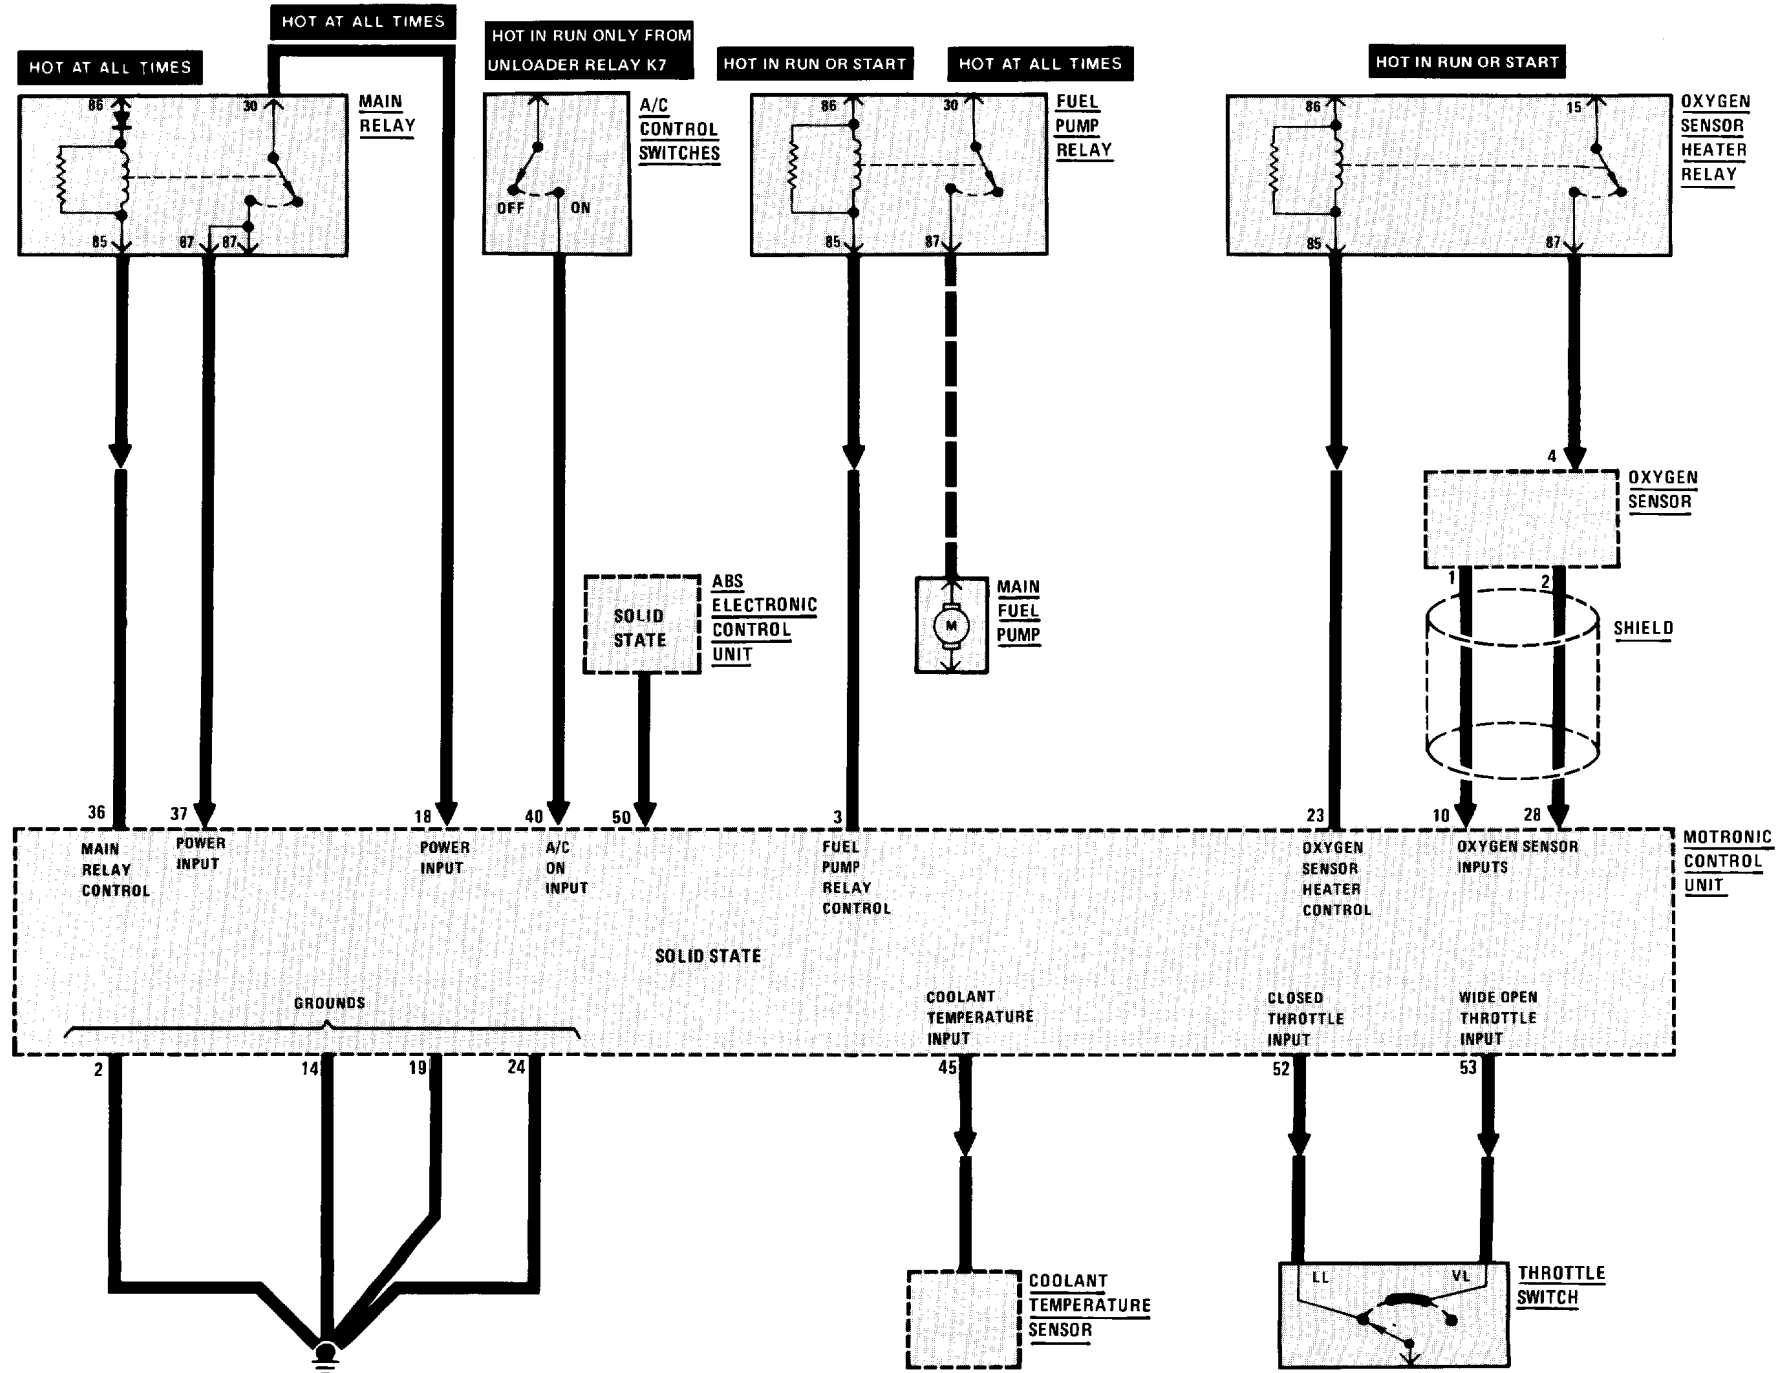 HOT AT ALL TIMES
HOT AT ALL TIMES
HOT IN RUN ONLY FROM
UNLOADER RELAY K7
HOT IN RUN OR START
HOT AT ALL TIMES
HOT IN RUN OR START
86
30
MAIN
RELAY
85
87
87
A/C
CONTROL
SWITCHES
OFF
ON
86
30
FUEL
PUMP
RELAY
85
87
86
15
OXYGEN
SENSOR
HEATER
RELAY
85
87
4
OXYGEN
SENSOR
1
2
SHIELD
SOLID
STATE
ABS
ELECTRONIC
CONTROL
UNIT
M
MAIN
FUEL
PUMP
36
37
18
40
50
3
23
10
28
MAIN
RELAY
CONTROL
POWER
INPUT
POWER
INPUT
A/C
ON
INPUT
FUEL
PUMP
RELAY
CONTROL
OXYGEN
SENSOR
HEATER
CONTROL
OXYGEN SENSOR
INPUTS
MOTRONIC
CONTROL
UNIT
SOLID STATE
GROUNDS
COOLANT
TEMPERATURE
INPUT
CLOSED
THROTTLE
INPUT
WIDE OPEN
THROTTLE
INPUT
2
14
19
24
45
52
53
COOLANT
TEMPERATURE
SENSOR
LL
VL
THROTTLE
SWITCH